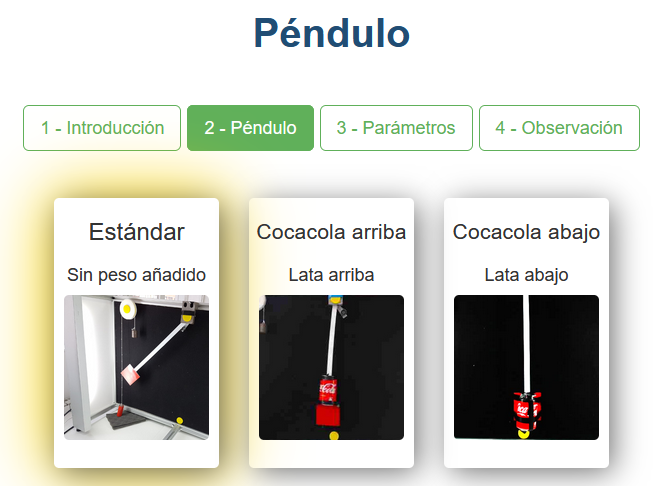 Péndulo
1 - Introducción
2 - Péndulo
3 - Parámetros
4 - Observación
Estándar
Sin peso añadido
Cocacola arriba
Lata arriba
Cocacola abajo
Lata abajo